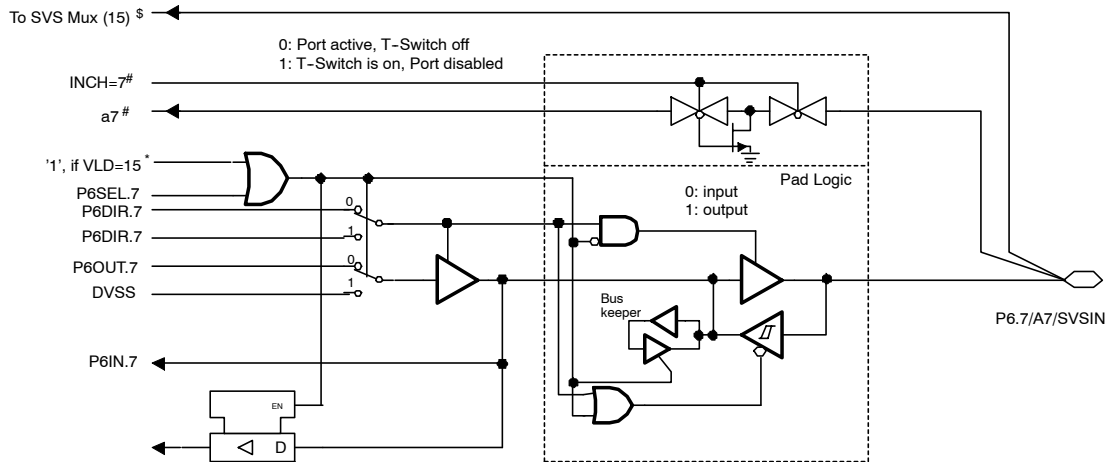 To SVS Mux (15) $
0: Port active, T-Switch off
1: T-Switch is on, Port disabled
INCH=7#
a7 #
'1', if VLD=15 *
P6SEL.7
P6DIR.7
0
P6DIR.7
1
P6OUT.7
0
DVSS
1
Pad Logic
0: input
1: output
Bus
keeper
P6.7/A7/SVSIN
P6IN.7
EN
D